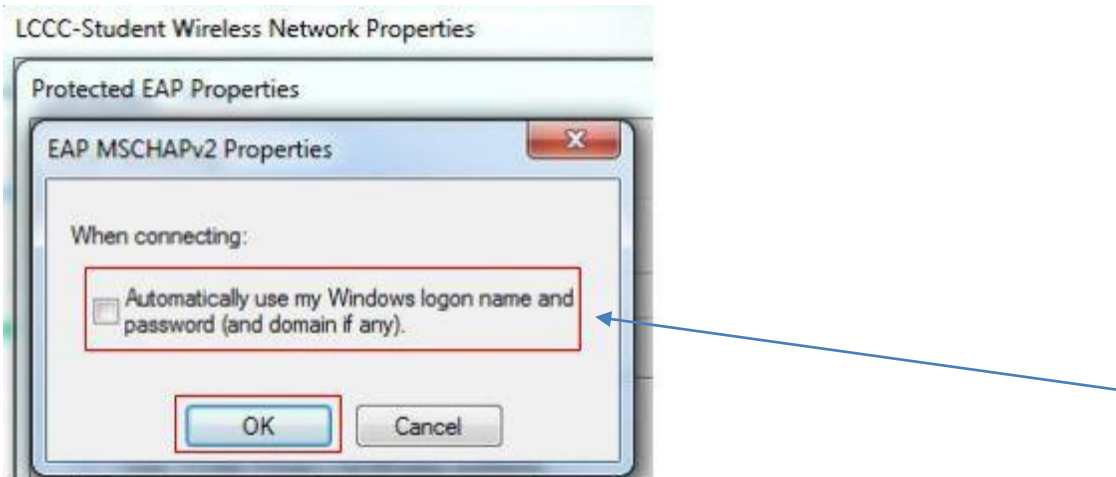 LCCC-Student Wireless Network Properties
Protected EAP Properties
EAP MSCHAPv2 Properties
When connecting:
Automatically use my Windows logon name and
password (and domain if any).
OK Cancel